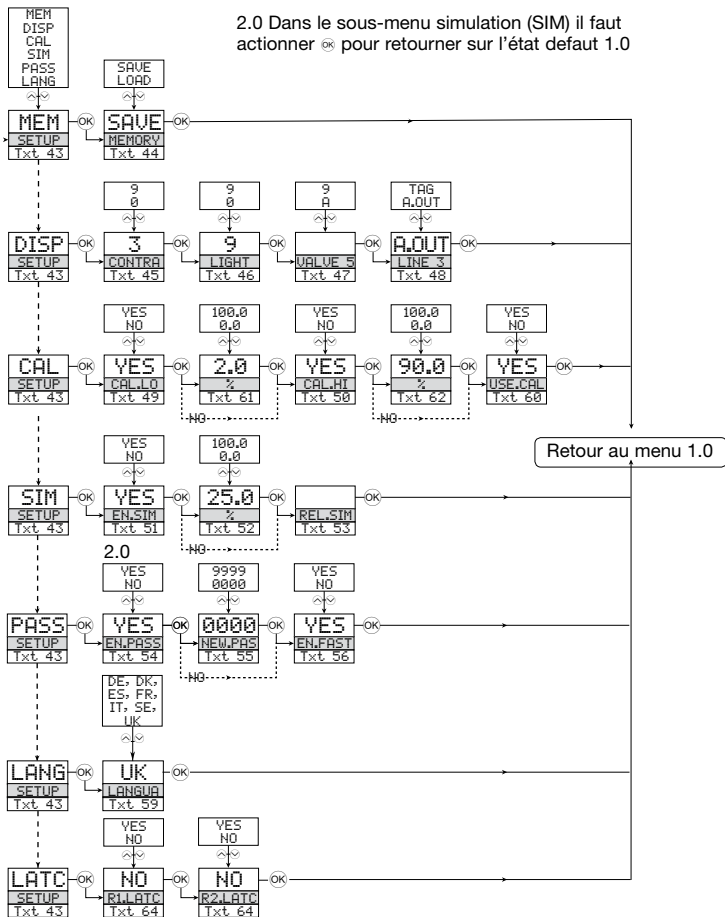 2.0 Dans le sous-menu simulation (SIM) il faut
actionner OK pour retourner sur l'état defaut 1.0
MEM
DISP
CAL
SIM
PASS
LANG
SAVE
LOAD
MEM OK SAVE OK
SETUP MEMORY
Txt 43 Txt 44
9 9 9 TAG
0 0 A A.OUT
DISP OK 3 OK 9 OK OK A.OUT OK
SETUP CONTRA LIGHT VALVE 5 LINE 3
Txt 43 Txt 45 Txt 46 Txt 47 Txt 48
YES 100.0 YES 100.0 YES
NO 0.0 NO 0.0 NO
CAL OK YES OK 2.0 OK YES OK 90.0 OK YES OK
SETUP CAL.LO % CAL.HI % USE.CAL
Txt 43 Txt 49 Txt 61 Txt 50 Txt 62 Txt 60
NO NO
Retour au menu 1.0
YES 100.0
NO 0.0
SIM OK YES OK 25.0 OK OK
SETUP EN.SIM % REL.SIM
Txt 43 Txt 51 Txt 52 Txt 53
NO
2.0
YES 9999 YES
NO 0000 NO
PASS OK YES OK 0000 OK YES OK
SETUP EN.PASS NEW.PAS EN.FAST
Txt 43 Txt 54 Txt 55 Txt 56
NO
DE, DK,
ES, FR,
IT, SE,
UK
LANG OK UK OK
SETUP LANGUA
Txt 43 Txt 59
YES YES
NO NO
LATC OK NO OK NO OK
SETUP R1.LATC R2.LATC
Txt 43 Txt 64 Txt 64